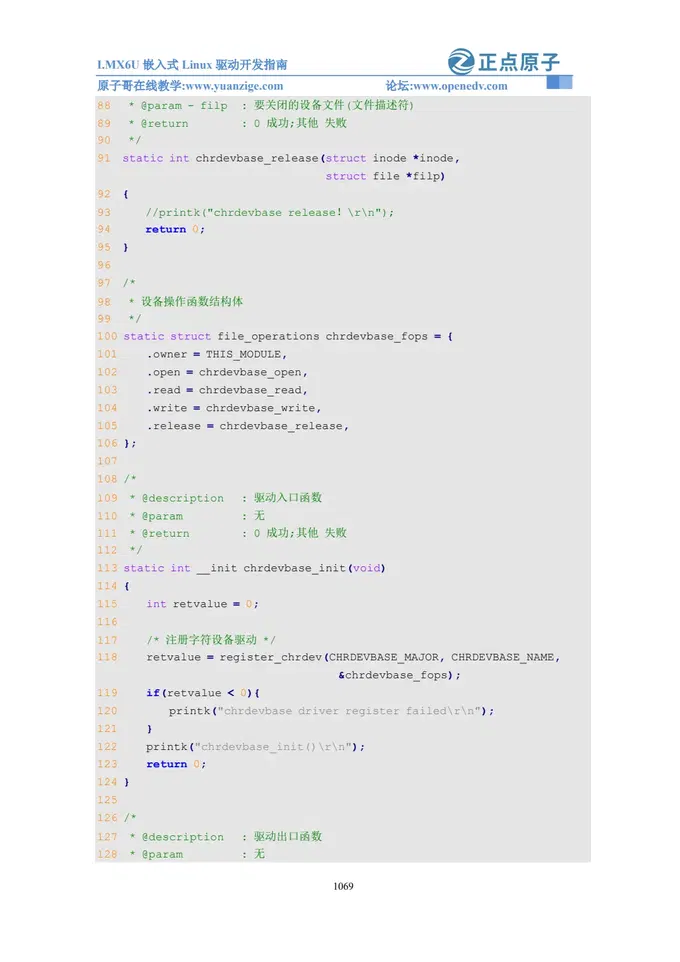 I.MX6U 嵌入式 Linux 驱动开发指南
正点原子
原子哥在线教学:www.yuanzige.com 论坛:www.openedv.com
88 * @param - filp : 要关闭的设备文件(文件描述符)
89 * @return : 0 成功;其他 失败
90 */
91 static int chrdevbase_release(struct inode *inode,
struct file *filp)
92 {
93 //printk("chrdevbase release！\r\n");
94 return 0;
95 }
96
97 /*
98 * 设备操作函数结构体
99 */
100 static struct file_operations chrdevbase_fops = {
101 .owner = THIS_MODULE,
102 .open = chrdevbase_open,
103 .read = chrdevbase_read,
104 .write = chrdevbase_write,
105 .release = chrdevbase_release,
106 };
107
108 /*
109 * @description : 驱动入口函数
110 * @param : 无
111 * @return : 0 成功;其他 失败
112 */
113 static int __init chrdevbase_init(void)
114 {
115 int retvalue = 0;
116
117 /* 注册字符设备驱动 */
118 retvalue = register_chrdev(CHRDEVBASE_MAJOR, CHRDEVBASE_NAME,
&chrdevbase_fops);
119 if(retvalue < 0){
120 printk("chrdevbase driver register failed\r\n");
121 }
122 printk("chrdevbase_init()\r\n");
123 return 0;
124 }
125
126 /*
127 * @description : 驱动出口函数
128 * @param : 无
1069